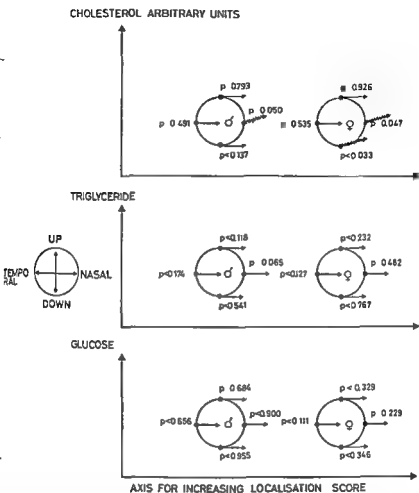 CHOLESTEROL ARBITRARY UNITS
p 0.793
p 0.050
p 0.491
♂
p<0.137
0.926
0.535
p 0.047
♀
p<0.033
TRIGLYCERIDE
p<0.118
p 0.065
p<0.174
♂
p<0.541
p<0.232
p 0.482
p<0.127
♀
p<0.767
UP
TEMPO
RAL
NASAL
DOWN
GLUCOSE
p 0.684
p<0.900
p<0.656
♂
p<0.955
p < 0.329
p 0.229
p<0.111
♀
p<0.346
AXIS FOR INCREASING LOCALISATION SCORE